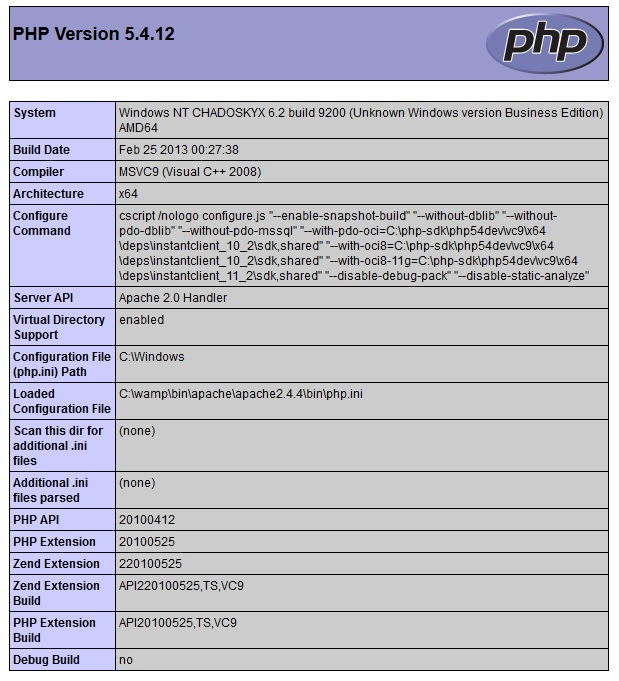 PHP Version 5.4.12
php
System
Windows NT CHADOSKYX 6.2 build 9200 (Unknown Windows version Business Edition)
AMD64
Build Date
Feb 25 2013 00:27:38
Compiler
MSVC9 (Visual C++ 2008)
Architecture
x64
Configure
Command
cscript /nologo configure.js "--enable-snapshot-build" "--without-dblib" "--without-
pdo-dblib" "--without-pdo-mssql" "--with-pdo-oci=C:\php-sdk\php54dev\vc9\x64
\deps\instantclient_10_2\sdk,shared" "--with-oci8=C:\php-sdk\php54dev\vc9\x64
\deps\instantclient_10_2\sdk,shared" "--with-oci8-11g=C:\php-sdk\php54dev\vc9\x64
\deps\instantclient_11_2\sdk,shared" "--disable-debug-pack" "--disable-static-analyze"
Server API
Apache 2.0 Handler
Virtual Directory
Support
enabled
Configuration File
(php.ini) Path
C:\Windows
Loaded
Configuration File
C:\wamp\bin\apache\apache2.4.4\bin\php.ini
Scan this dir for
additional .ini
files
(none)
Additional .ini
files parsed
(none)
PHP API
20100412
PHP Extension
20100525
Zend Extension
220100525
Zend Extension
Build
API220100525,TS,VC9
PHP Extension
Build
API20100525,TS,VC9
Debug Build
no